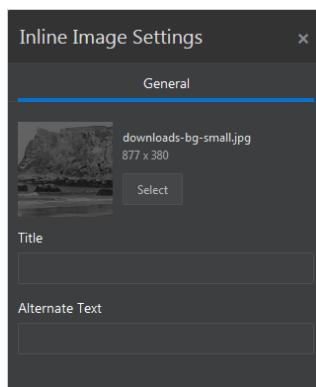 Inline Image Settings ×
General
downloads-bg-small.jpg
877 x 380
Select
Title
Alternate Text